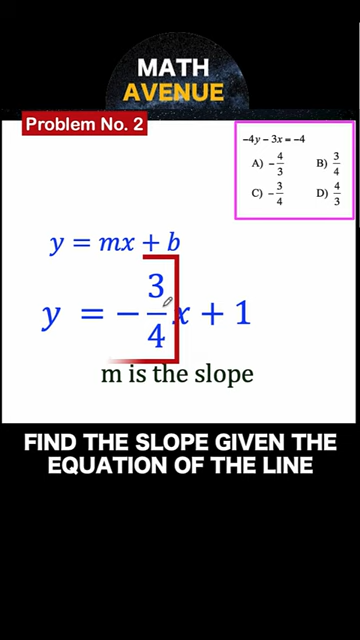 MATH
AVENUE
Problem No. 2
−4y − 3x = −4
A) −4/3 B) 3/4
C) −3/4 D) 4/3
y = mx + b
y = −3/4 x + 1
m is the slope
FIND THE SLOPE GIVEN THE
EQUATION OF THE LINE